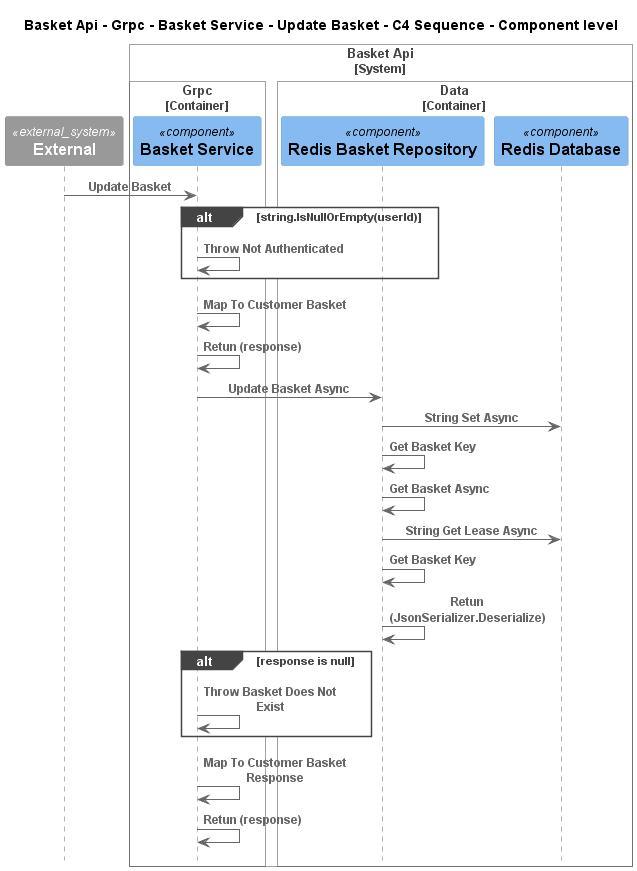 Basket Api - Grpc - Basket Service - Update Basket - C4 Sequence - Component level
Basket Api
[System]
Grpc
[Container]
Data
[Container]
«external_system»
External
«component»
Basket Service
«component»
Redis Basket Repository
«component»
Redis Database
Update Basket
alt
[string.IsNullOrEmpty(userId)]
Throw Not Authenticated
Map To Customer Basket
Retun (response)
Update Basket Async
String Set Async
Get Basket Key
Get Basket Async
String Get Lease Async
Get Basket Key
Retun
(JsonSerializer.Deserialize)
alt
[response is null]
Throw Basket Does Not
Exist
Map To Customer Basket
Response
Retun (response)